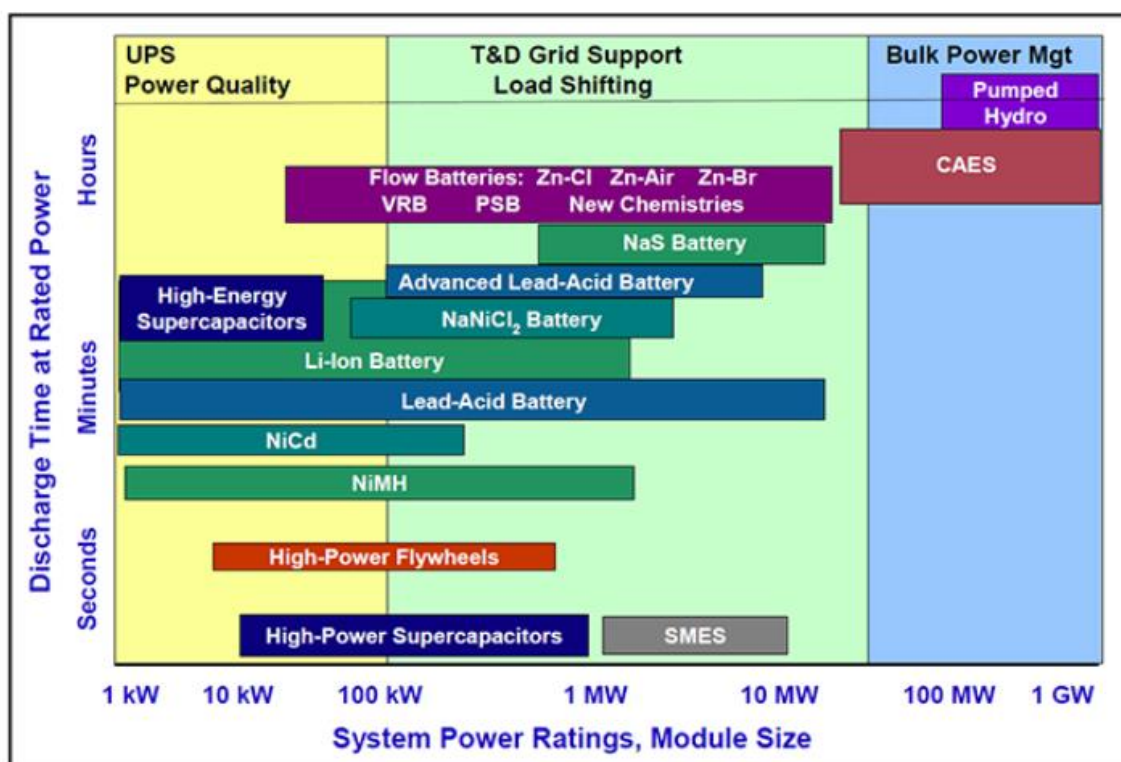 UPS
Power Quality
T&D Grid Support
Load Shifting
Bulk Power Mgt
Pumped
Hydro
CAES
Flow Batteries: Zn-Cl Zn-Air Zn-Br
VRB PSB New Chemistries
NaS Battery
Advanced Lead-Acid Battery
High-Energy
Supercapacitors
NaNiCl₂ Battery
Li-Ion Battery
Lead-Acid Battery
NiCd
NiMH
High-Power Flywheels
High-Power Supercapacitors
SMES
Discharge Time at Rated Power
Hours
Minutes
Seconds
1 kW 10 kW 100 kW 1 MW 10 MW 100 MW 1 GW
System Power Ratings, Module Size